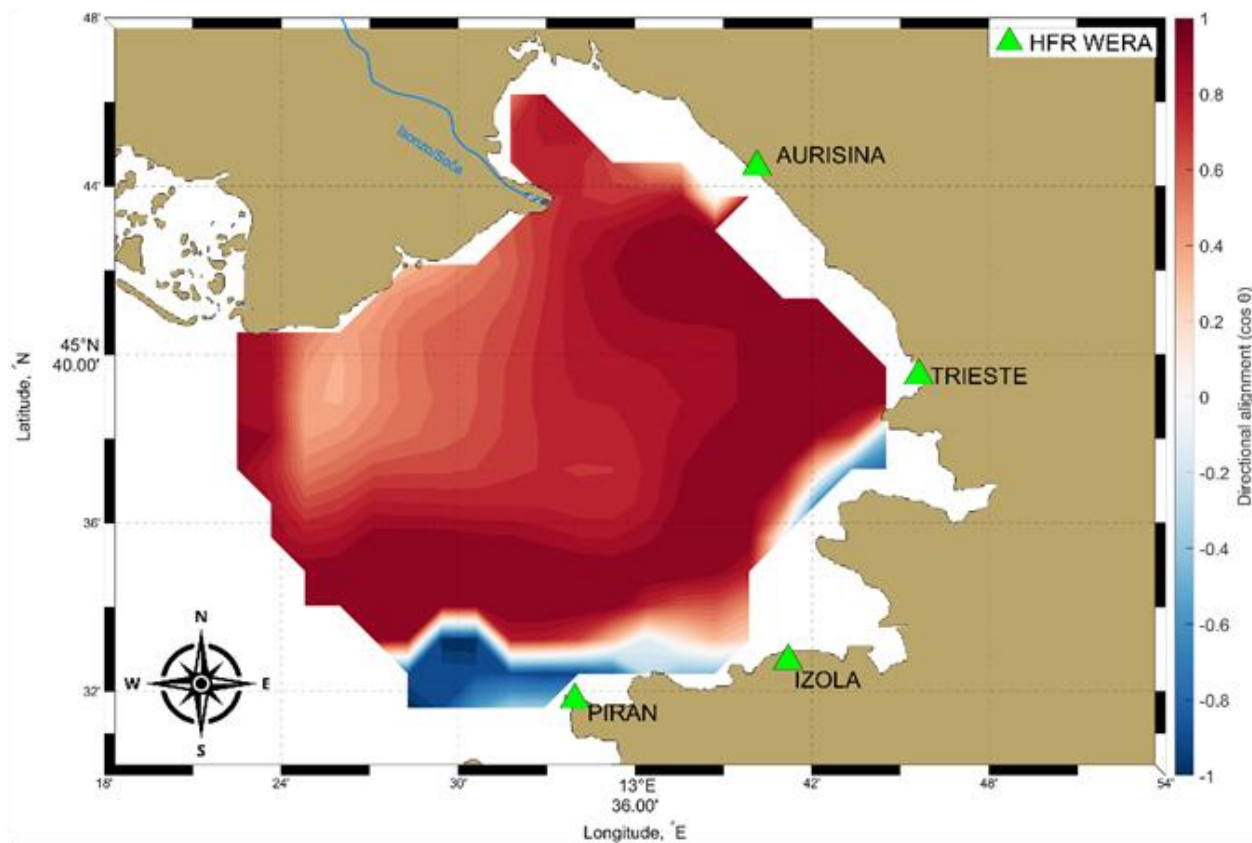 48'
HFR WERA
1
Isonzo/Soča
AURISINA
0.8
0.6
44'
0.4
0.2
45°N
40.00'
TRIESTE
0
Latitude, °N
Directional alignment (cos θ)
-0.2
36'
-0.4
N
-0.6
W
E
IZOLA
32'
PIRAN
-0.8
S
-1
18'
24'
30'
13°E
36.00'
42'
48'
54'
Longitude, °E